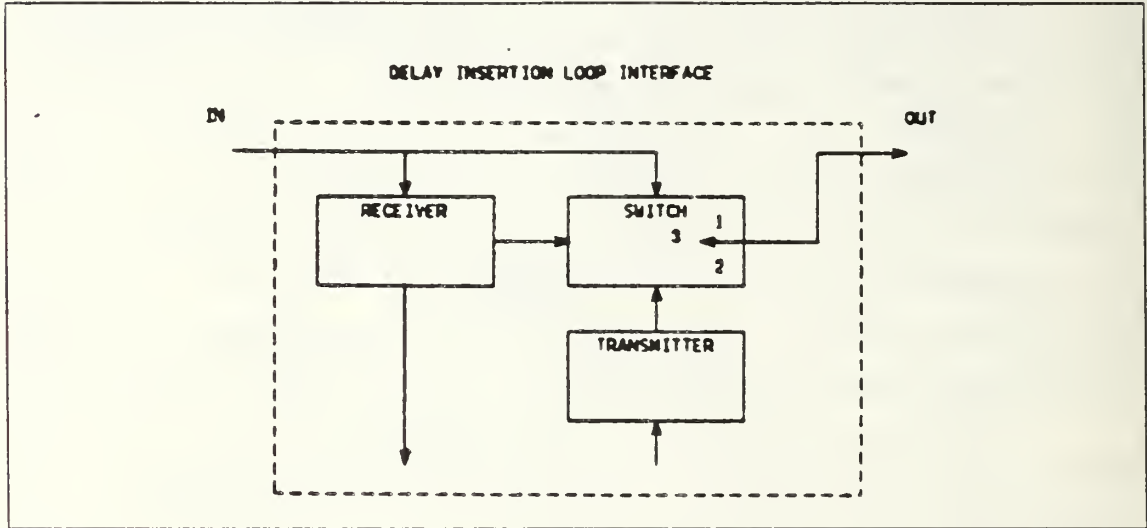 DELAY INSERTION LOOP INTERFACE
IN
OUT
RECEIVER
SWITCH
1
3
2
TRANSMITTER